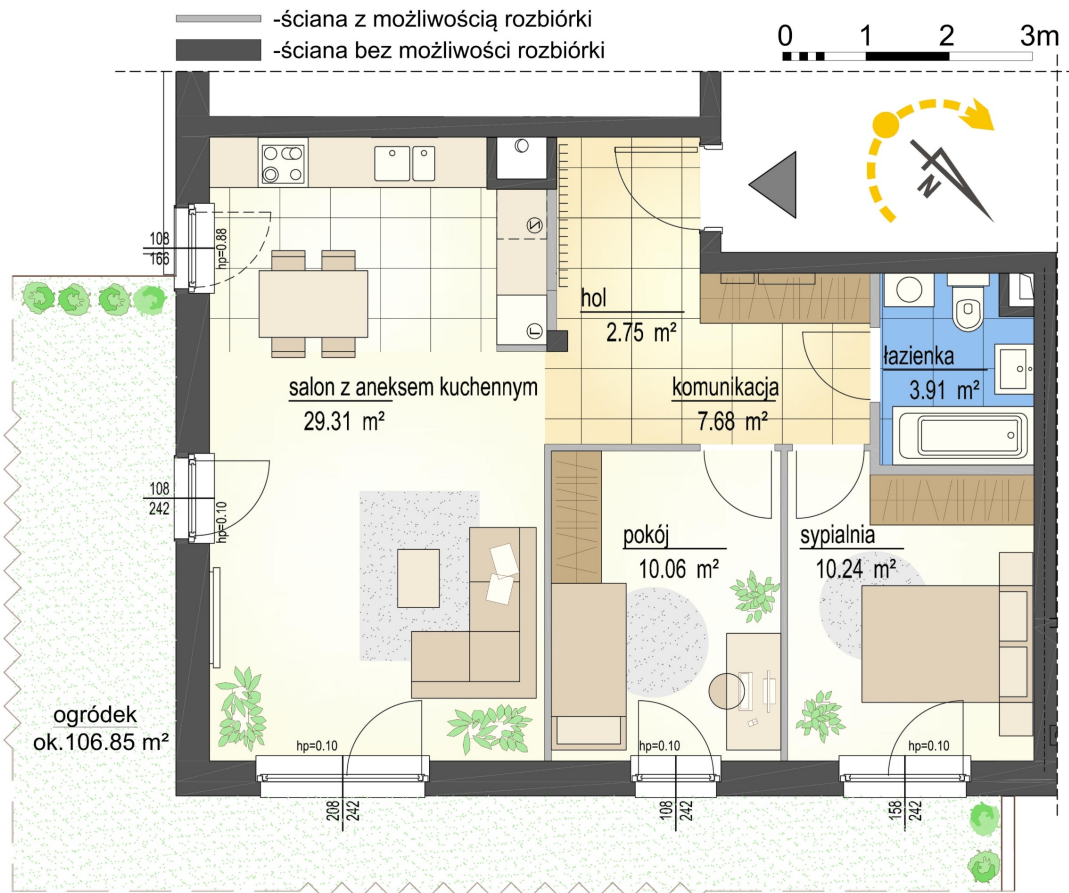 -ściana z możliwością rozbiórki
-ściana bez możliwości rozbiórki
0 1 2 3m
N
108
166
hp=0.88
Z
L
hol
2.75 m²
łazienka
3.91 m²
salon z aneksem kuchennym
29.31 m²
komunikacja
7.68 m²
108
242
hp=0.10
pokój
10.06 m²
sypialnia
10.24 m²
ogródek
ok.106.85 m²
hp=0.10
hp=0.10
hp=0.10
208
242
108
242
158
242